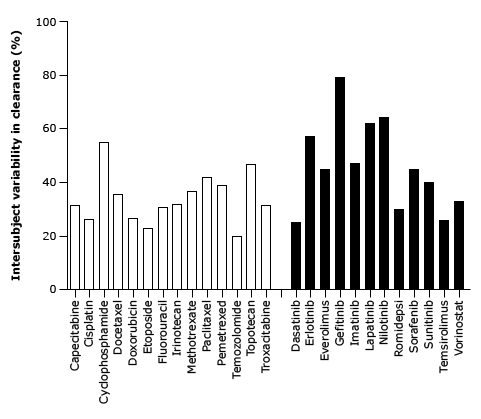 Intersubject variability in clearance (%)
100
80
60
40
20
0
Capecitabine
Cisplatin
Cyclophosphamide
Docetaxel
Doxorubicin
Etoposide
Fluorouracil
Irinotecan
Methotrexate
Paclitaxel
Pemetrexed
Temozolomide
Topotecan
Troxacitabine
Dasatinib
Erlotinib
Everolimus
Gefitinib
Imatinib
Lapatinib
Nilotinib
Romidepsi
Sorafenib
Sunitinib
Temsirolimus
Vorinostat